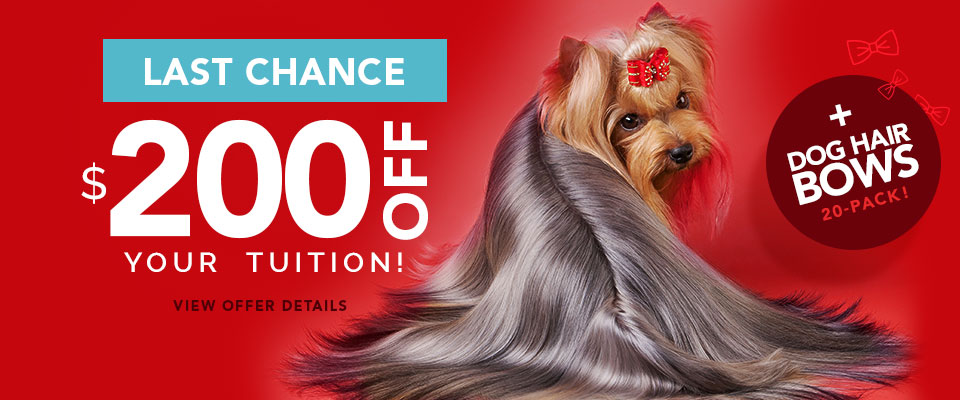 LAST CHANCE
$200 OFF
YOUR TUITION!
VIEW OFFER DETAILS
+
DOG HAIR
BOWS
20-PACK!